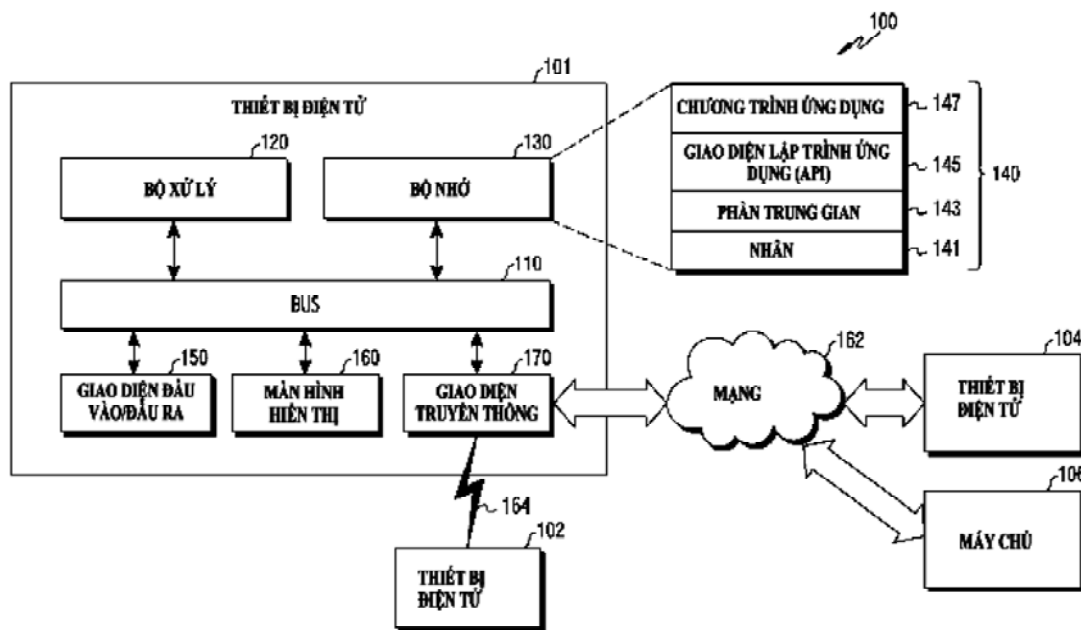 100
101
THIẾT BỊ ĐIỆN TỬ
120
130
BỘ XỬ LÝ
BỘ NHỚ
CHƯƠNG TRÌNH ỨNG DỤNG
147
GIAO DIỆN LẬP TRÌNH ỨNG
DỤNG (API)
145
140
PHẦN TRUNG GIAN
143
NHÂN
141
110
BUS
150
160
170
GIAO DIỆN ĐẦU
VÀO/ĐẦU RA
MÀN HÌNH
HIỂN THỊ
GIAO DIỆN
TRUYỀN THÔNG
162
MẠNG
104
THIẾT BỊ
ĐIỆN TỬ
164
102
THIẾT BỊ
ĐIỆN TỬ
106
MÁY CHỦ